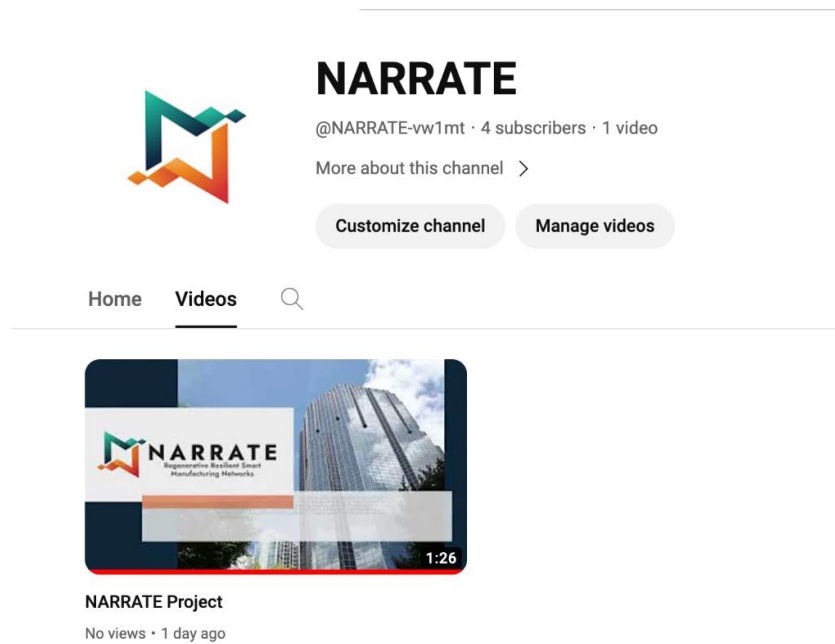 NARRATE
@NARRATE-vw1mt · 4 subscribers · 1 video
More about this channel
Customize channel Manage videos
Home Videos
NARRATE
Regenerative Resilient Smart
Manufacturing Networks
1:26
NARRATE Project
No views • 1 day ago